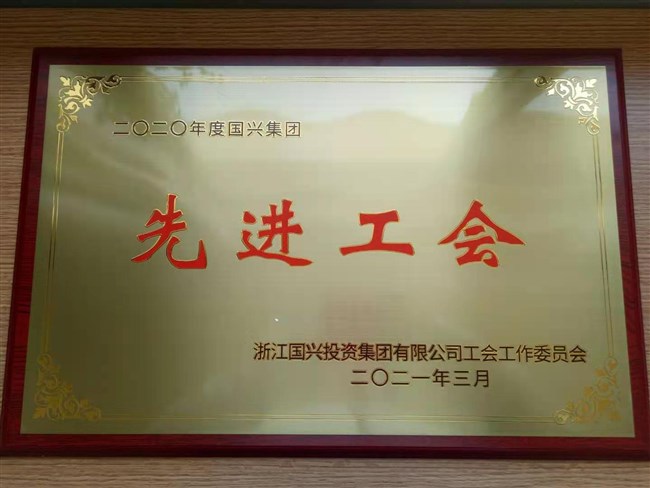 二〇二〇年度国兴集团
先进工会
浙江国兴投资集团有限公司工会工作委员会
二〇二一年三月